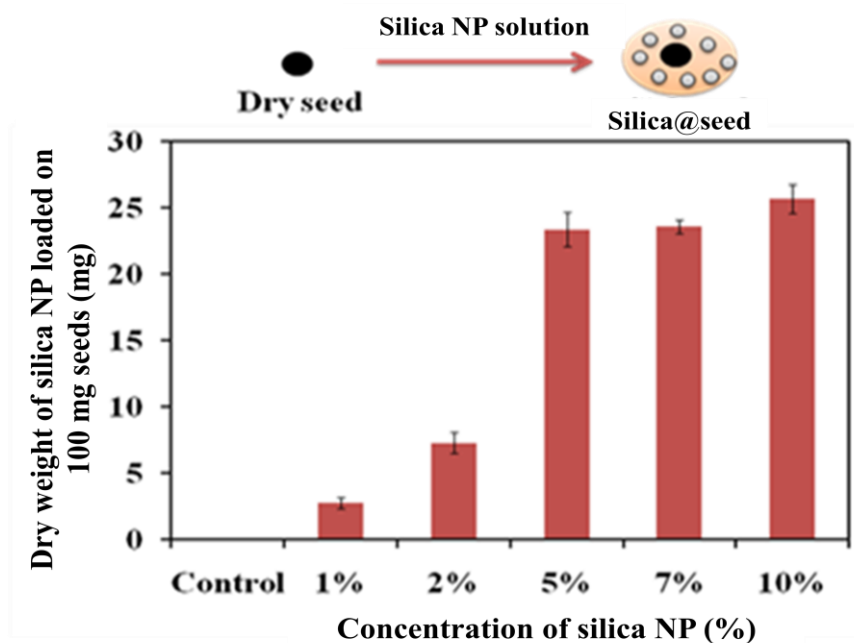 Silica NP solution
Dry seed
Silica@seed
Dry weight of silica NP loaded on
100 mg seeds (mg)
30
25
20
15
10
5
0
Control 1% 2% 5% 7% 10%
Concentration of silica NP (%)